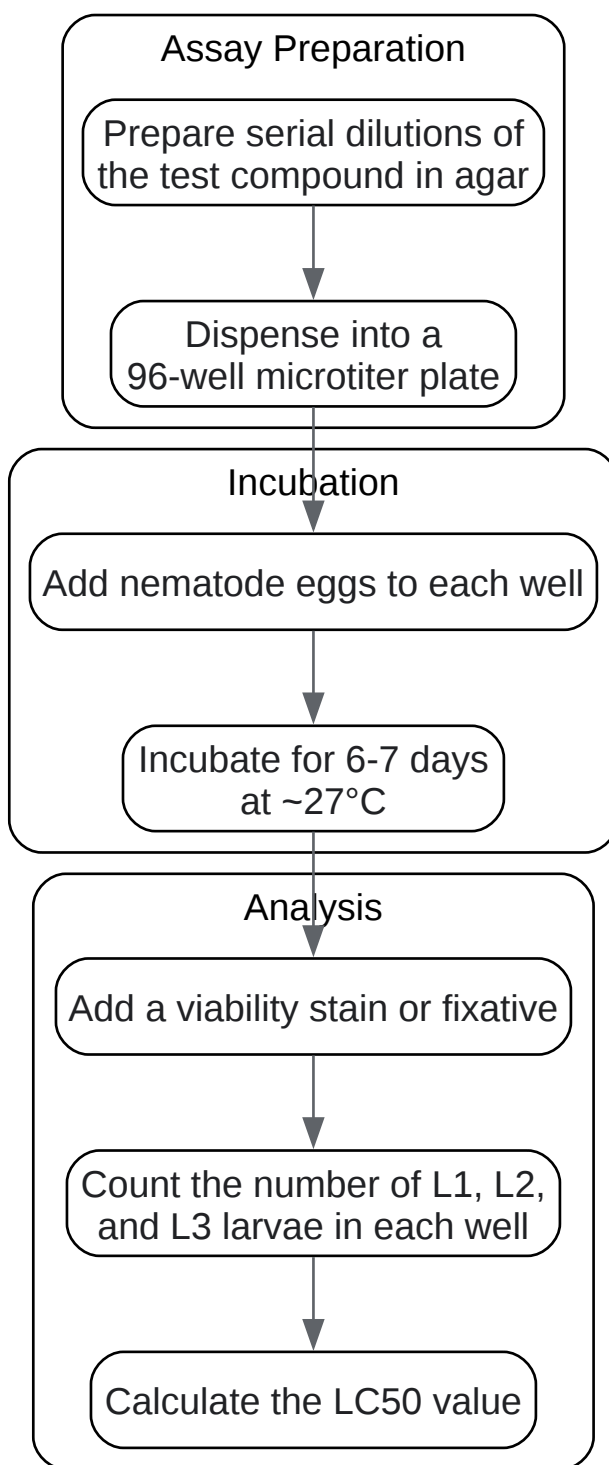 Assay Preparation
Prepare serial dilutions of
the test compound in agar
Dispense into a
96-well microtiter plate
Incubation
Add nematode eggs to each well
Incubate for 6-7 days
at ~27°C
Analysis
Add a viability stain or fixative
Count the number of L1, L2,
and L3 larvae in each well
Calculate the LC50 value